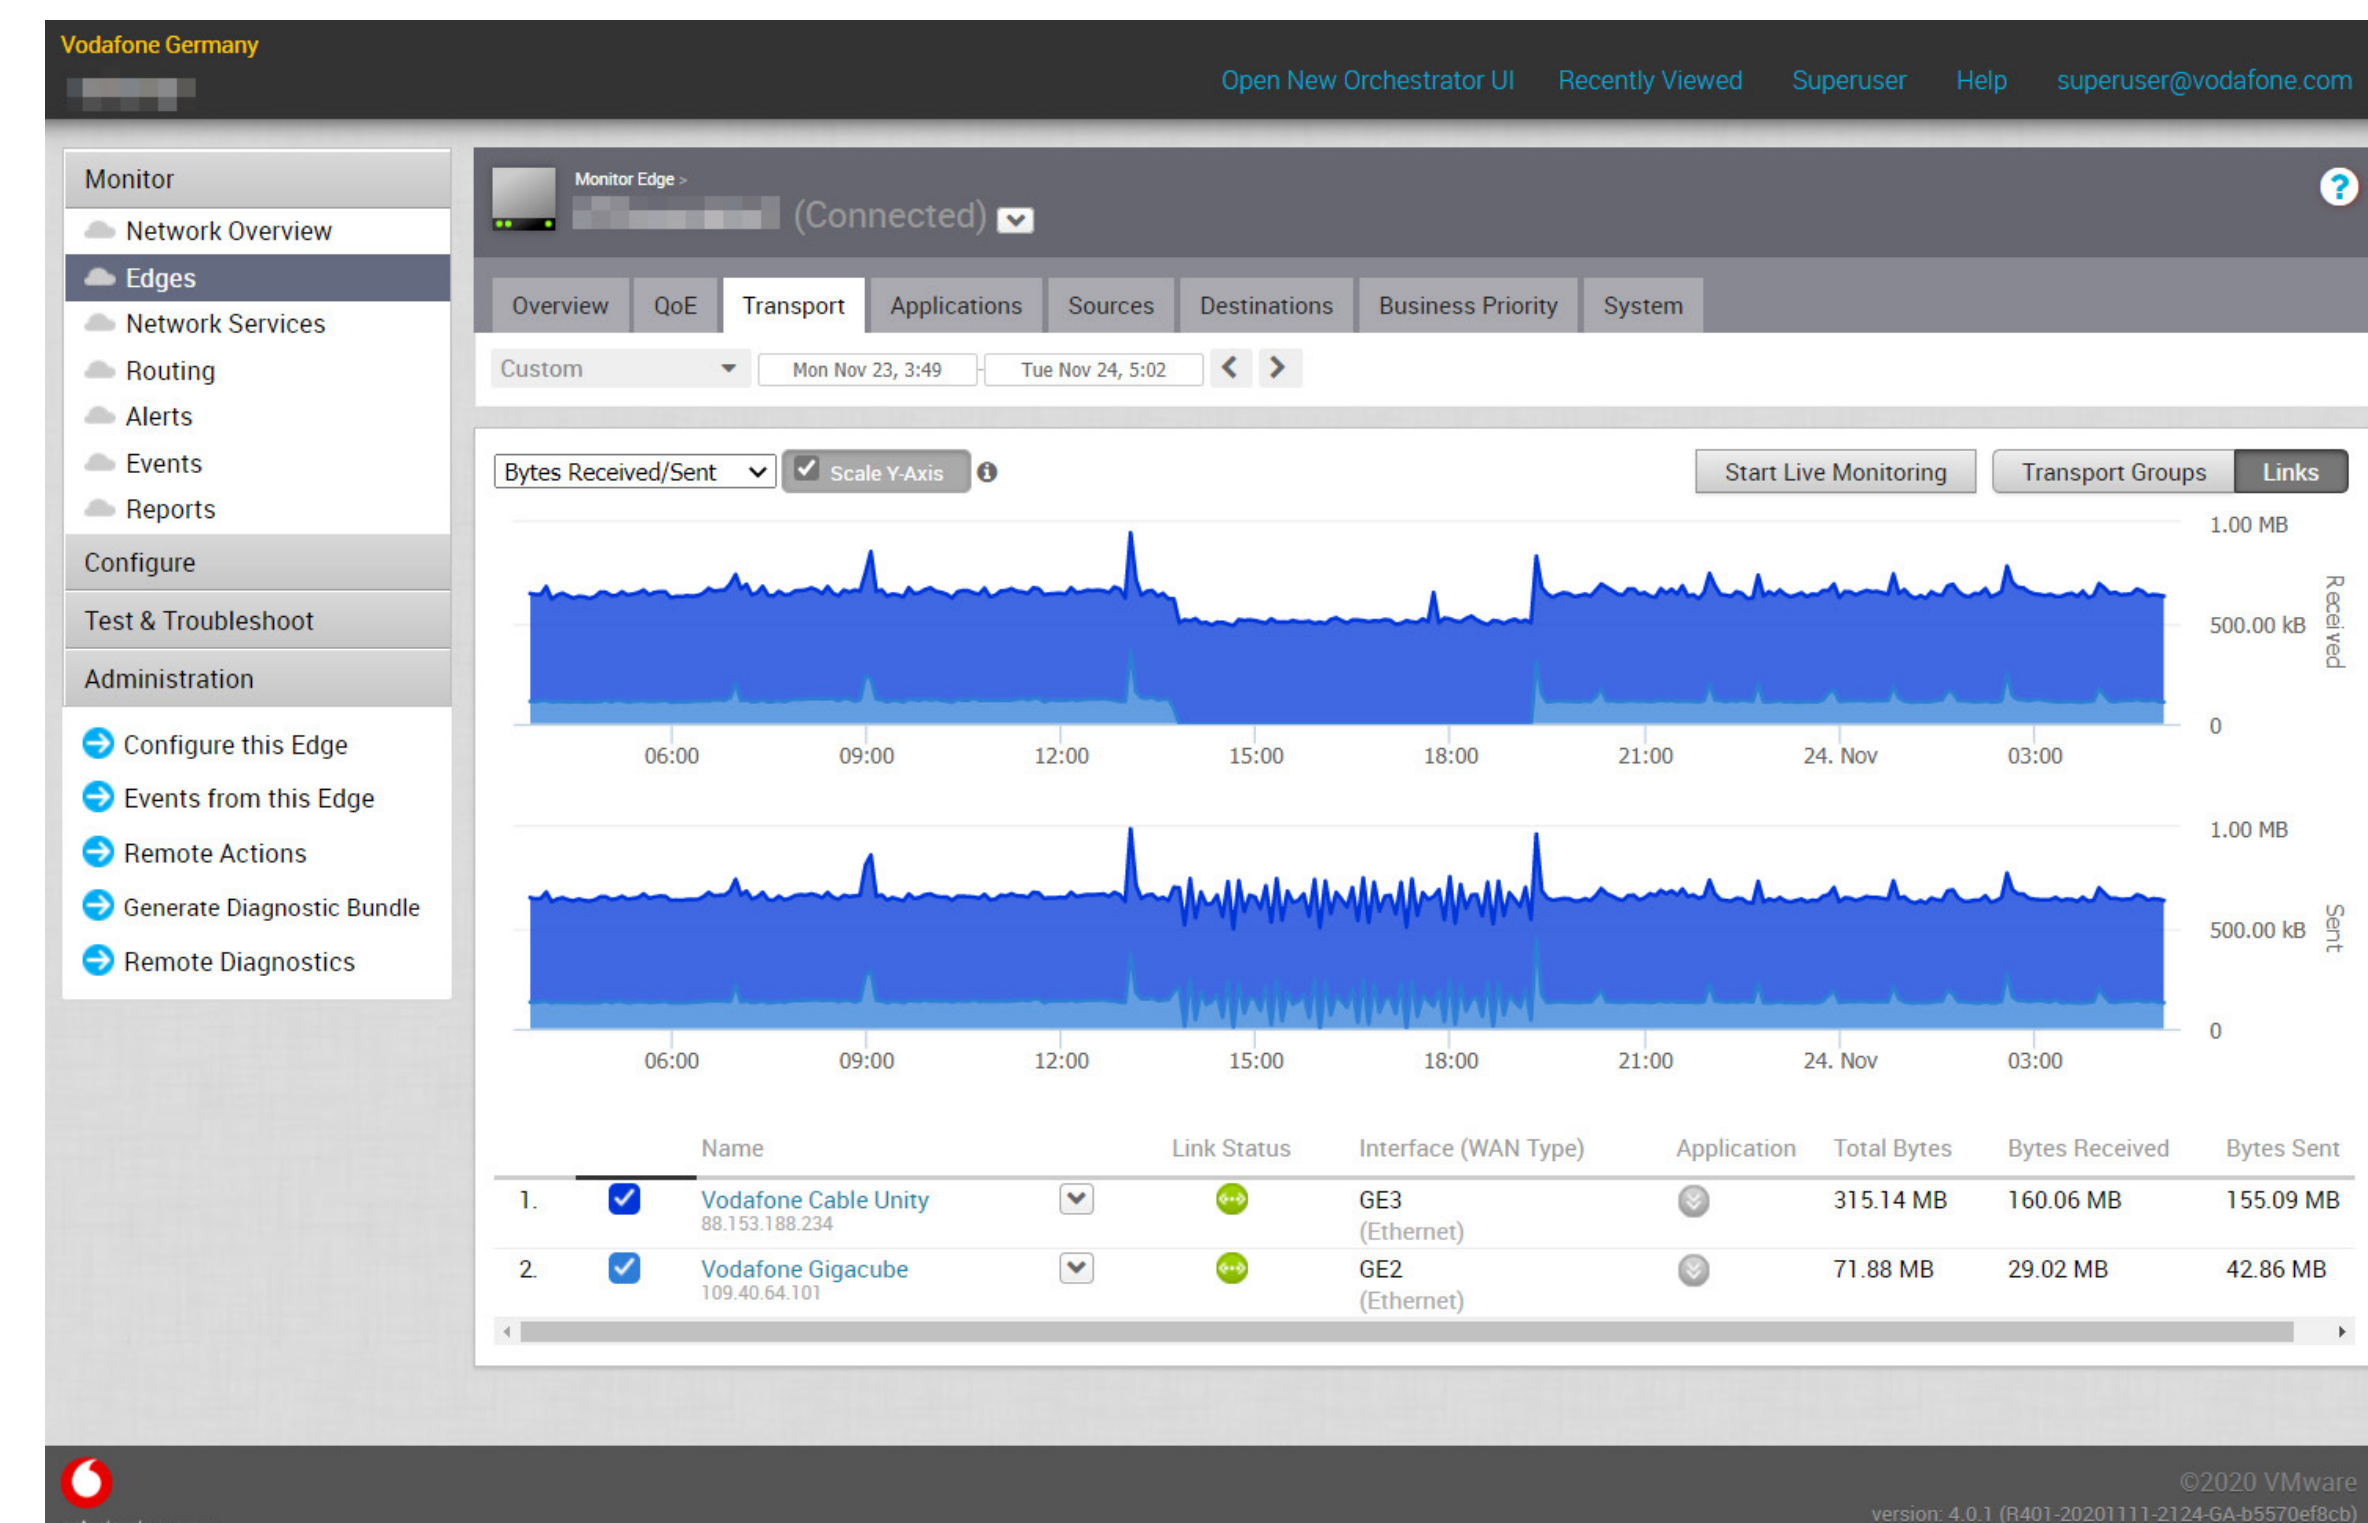 Vodafone Germany
Open New Orchestrator UI Recently Viewed Superuser Help superuser@vodafone.com
Monitor
Network Overview
Edges
Network Services
Routing
Alerts
Events
Reports
Configure
Test & Troubleshoot
Administration
Configure this Edge
Events from this Edge
Remote Actions
Generate Diagnostic Bundle
Remote Diagnostics
Monitor Edge >
(Connected)
?
Overview QoE Transport Applications Sources Destinations Business Priority System
Custom Mon Nov 23, 3:49 - Tue Nov 24, 5:02
Bytes Received/Sent Scale Y-Axis Start Live Monitoring Transport Groups Links
1.00 MB
500.00 kB
0
Received
06:00 09:00 12:00 15:00 18:00 21:00 24. Nov 03:00
1.00 MB
500.00 kB
0
Sent
06:00 09:00 12:00 15:00 18:00 21:00 24. Nov 03:00
Name Link Status Interface (WAN Type) Application Total Bytes Bytes Received Bytes Sent
1. Vodafone Cable Unity GE3 315.14 MB 160.06 MB 155.09 MB
88.153.188.234 (Ethernet)
2. Vodafone Gigacube GE2 71.88 MB 29.02 MB 42.86 MB
109.40.64.101 (Ethernet)
©2020 VMware
version: 4.0.1 (R401-20201111-2124-GA-b5570ef8cb)